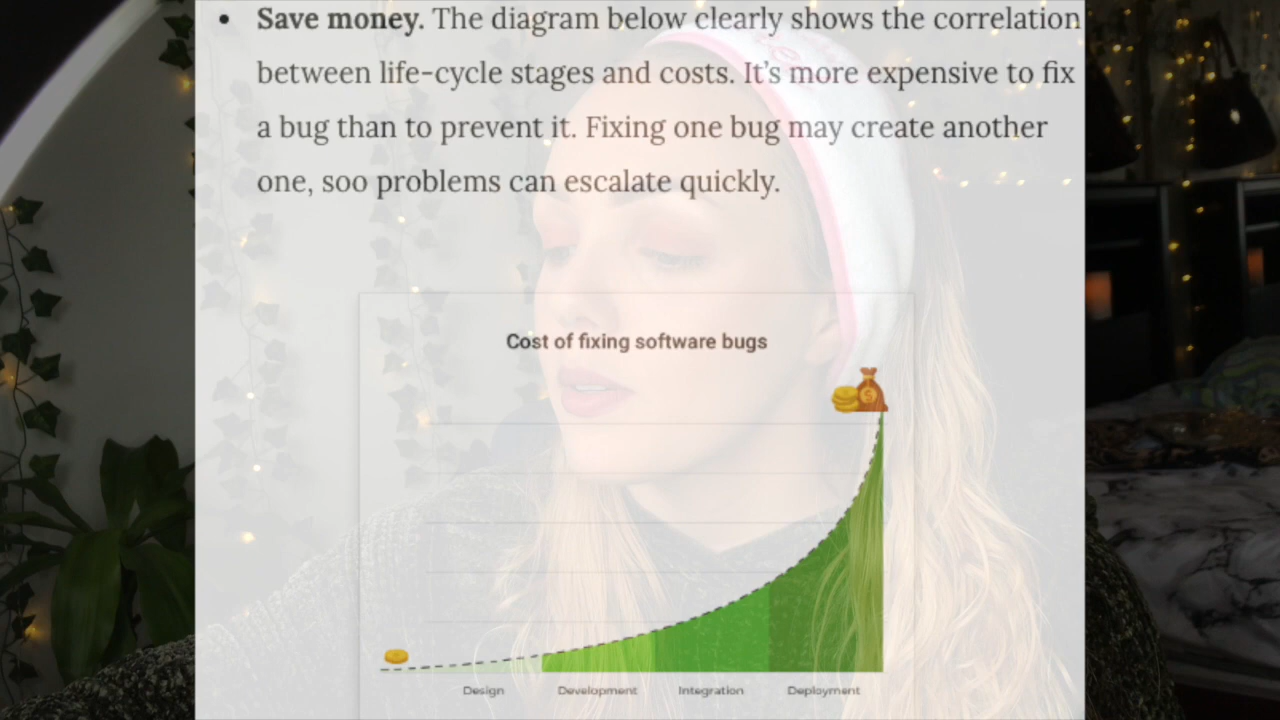 • Save money. The diagram below clearly shows the correlation
between life-cycle stages and costs. It's more expensive to fix
a bug than to prevent it. Fixing one bug may create another
one, soo problems can escalate quickly.
Cost of fixing software bugs
Design Development Integration Deployment